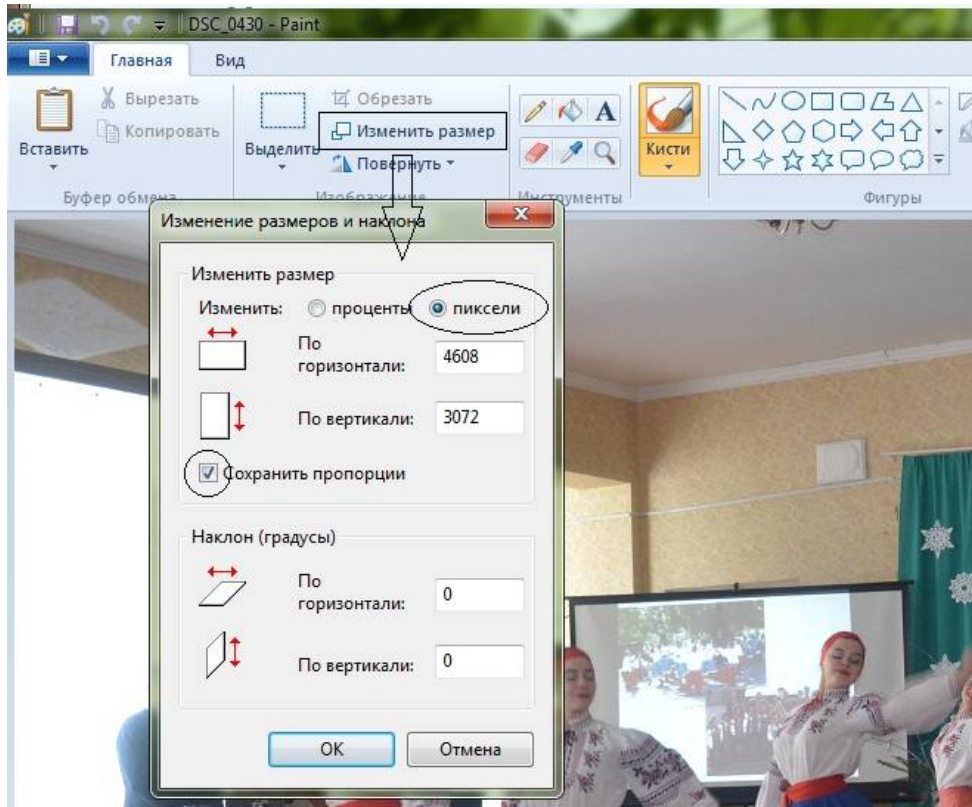 DSC_0430 - Paint
Главная Вид
Вставить
Вырезать
Копировать
Буфер обмена
Выделить
Обрезать
Изменить размер
Повернуть
Изображение
A
Инструменты
Кисти
Фигуры
Изменение размеров и наклона
Изменить размер
Изменить: проценты пиксели
По
горизонтали: 4608
По вертикали: 3072
Сохранить пропорции
Наклон (градусы)
По
горизонтали: 0
По вертикали: 0
OK Отмена